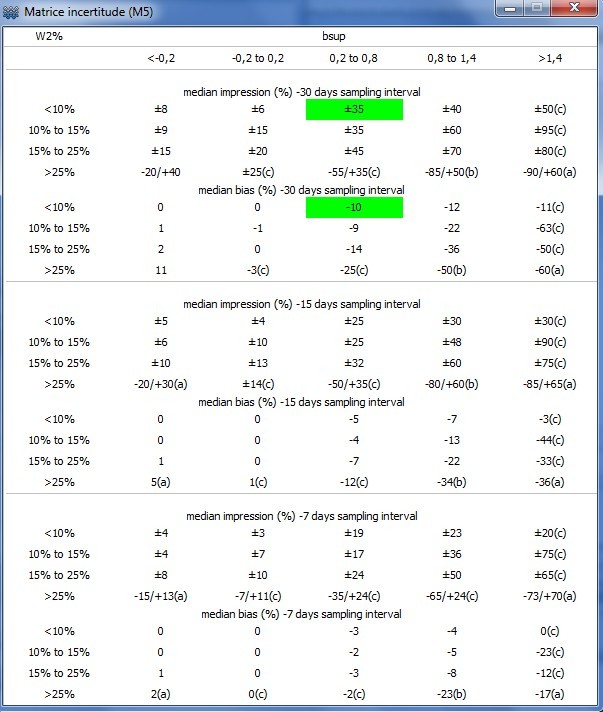 Matrice incertitude (M5)
W2% bsup
<-0,2 -0,2 to 0,2 0,2 to 0,8 0,8 to 1,4 >1,4
median impression (%) -30 days sampling interval
<10% ±8 ±6 ±35 ±40 ±50(c)
10% to 15% ±9 ±15 ±35 ±60 ±95(c)
15% to 25% ±15 ±20 ±45 ±70 ±80(c)
>25% -20/+40 ±25(c) -55/+35(c) -85/+50(b) -90/+60(a)
median bias (%) -30 days sampling interval
<10% 0 0 -10 -12 -11(c)
10% to 15% 1 -1 -9 -22 -63(c)
15% to 25% 2 0 -14 -36 -50(c)
>25% 11 -3(c) -25(c) -50(b) -60(a)
median impression (%) -15 days sampling interval
<10% ±5 ±4 ±25 ±30 ±30(c)
10% to 15% ±6 ±10 ±25 ±48 ±90(c)
15% to 25% ±10 ±13 ±32 ±60 ±75(c)
>25% -20/+30(a) ±14(c) -50/+35(c) -80/+60(b) -85/+65(a)
median bias (%) -15 days sampling interval
<10% 0 0 -5 -7 -3(c)
10% to 15% 0 0 -4 -13 -44(c)
15% to 25% 1 0 -7 -22 -33(c)
>25% 5(a) 1(c) -12(c) -34(b) -36(a)
median impression (%) -7 days sampling interval
<10% ±4 ±3 ±19 ±23 ±20(c)
10% to 15% ±4 ±7 ±17 ±36 ±75(c)
15% to 25% ±8 ±10 ±24 ±50 ±65(c)
>25% -15/+13(a) -7/+11(c) -35/+24(c) -65/+24(c) -73/+70(a)
median bias (%) -7 days sampling interval
<10% 0 0 -3 -4 0(c)
10% to 15% 0 0 -2 -5 -23(c)
15% to 25% 1 0 -3 -8 -12(c)
>25% 2(a) 0(c) -2(c) -23(b) -17(a)